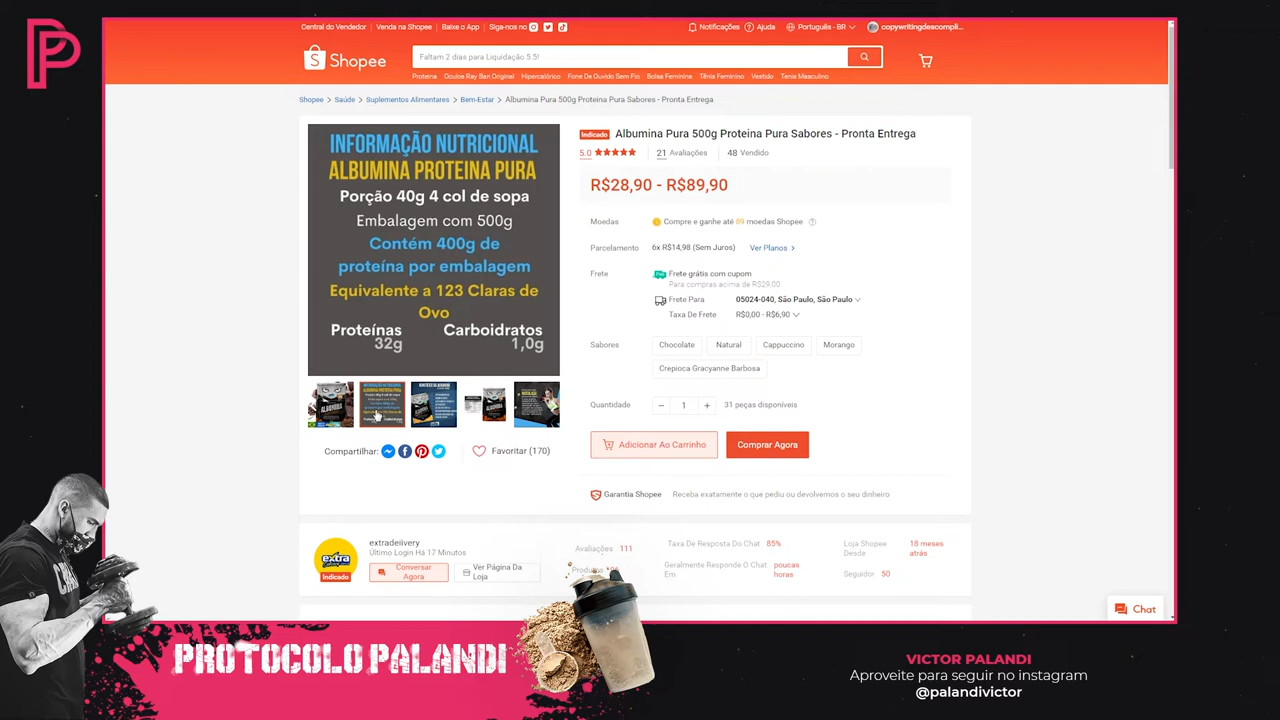 Central do Vendedor Venda na Shopee Baixe o App Siga-nos no
Notificações Ajuda Português - BR copywritingdescompli...
Shopee
Faltam 2 dias para Liquidação 5.5!
Proteina Oculos Ray Ban Original Hipercalórico Fone De Ouvido Sem Fio Bolsa Feminina Tênis Feminino Vestido Tenis Masculino
Shopee > Saúde > Suplementos Alimentares > Bem-Estar > Albumina Pura 500g Proteina Pura Sabores - Pronta Entrega
INFORMAÇÃO NUTRICIONAL
ALBUMINA PROTEINA PURA
Porção 40g 4 col de sopa
Embalagem com 500g
Contém 400g de
proteína por embalagem
Equivalente a 123 Claras de
Ovo
Proteínas Carboidratos
32g 1,0g
Compartilhar:
Favoritar (170)
Indicado Albumina Pura 500g Proteina Pura Sabores - Pronta Entrega
5.0 21 Avaliações 48 Vendido
R$28,90 - R$89,90
Moedas Compre e ganhe até 89 moedas Shopee
Parcelamento 6x R$14,98 (Sem Juros) Ver Planos >
Frete Frete grátis com cupom
Para compras acima de R$29,00
Frete Para 05024-040, São Paulo, São Paulo
Taxa De Frete R$0,00 - R$6,90
Sabores Chocolate Natural Cappuccino Morango
Crepioca Gracyanne Barbosa
Quantidade 1 31 peças disponíveis
Adicionar Ao Carrinho Comprar Agora
Garantia Shopee Receba exatamente o que pediu ou devolvemos o seu dinheiro
extra
Indicado
extradeiivery
Último Login Há 17 Minutos
Conversar Agora
Ver Página Da Loja
Avaliações 111
Taxa De Resposta Do Chat 85%
Geralmente Responde O Chat Em poucas horas
Loja Shopee Desde 18 meses atrás
Seguidor 50
Chat
PROTOCOLO PALANDI
VICTOR PALANDI
Aproveite para seguir no instagram
@palandivictor